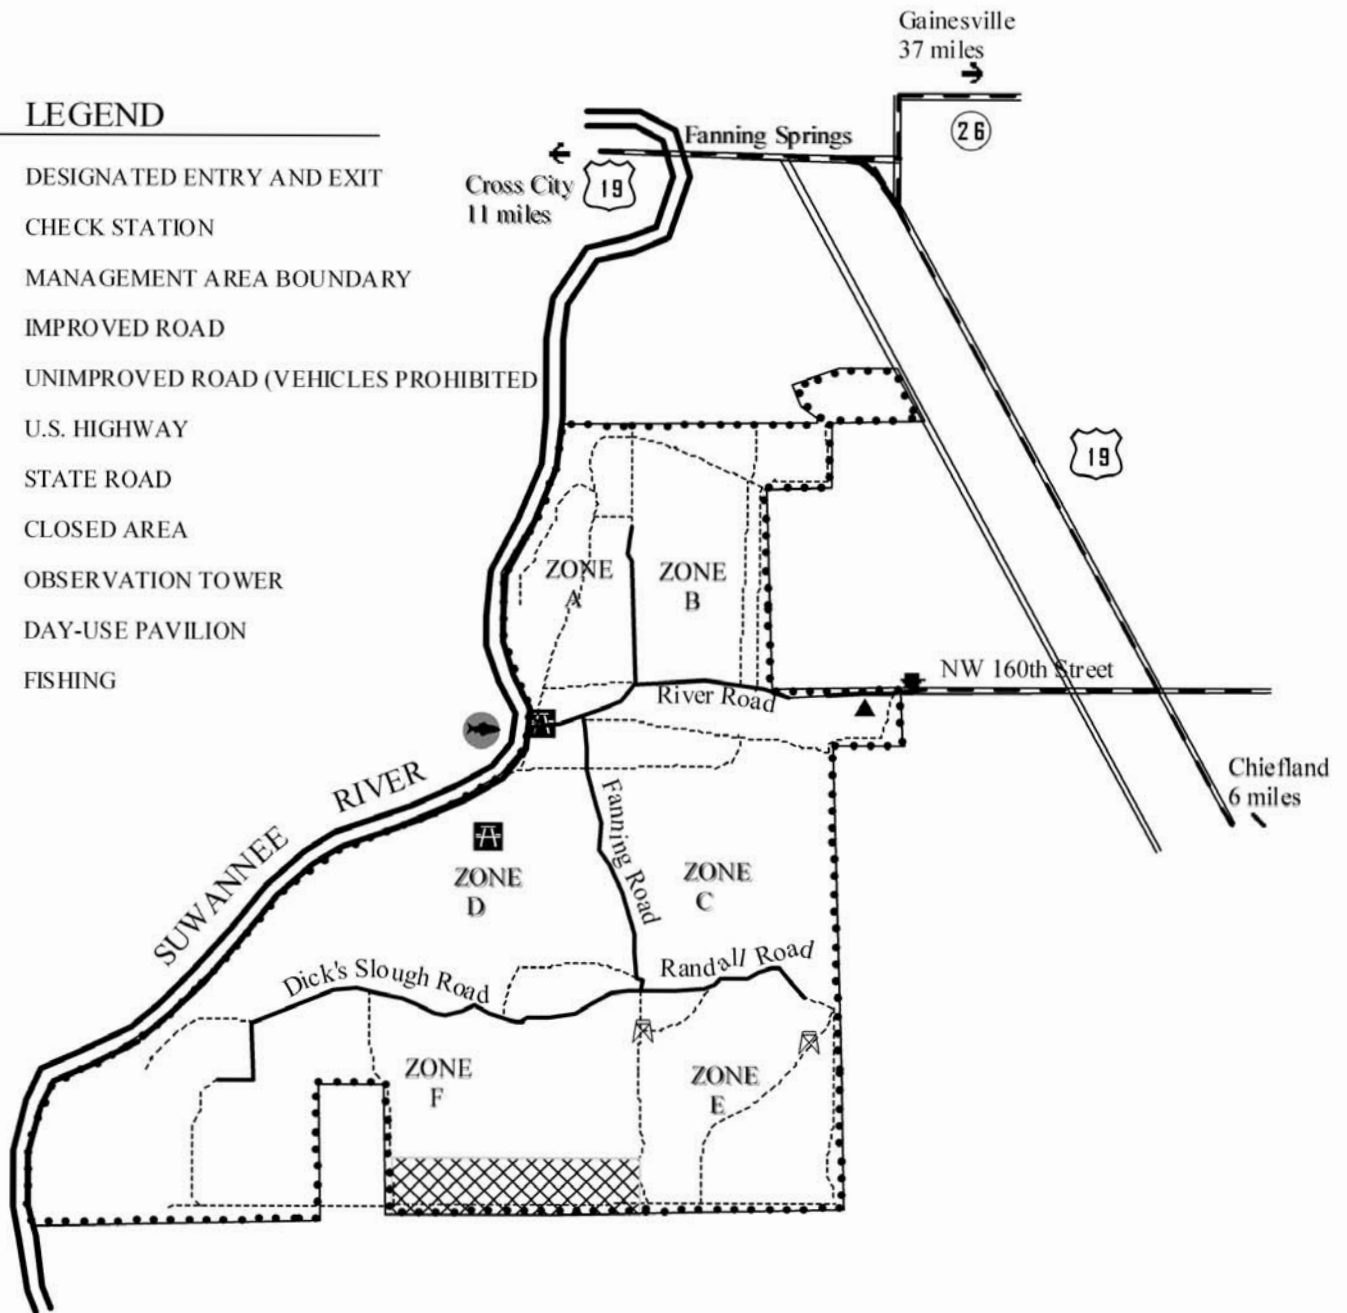 Gainesville
37 miles
LEGEND
26
Fanning Springs
DESIGNATED ENTRY AND EXIT
Cross City
11 miles
19
CHECK STATION
MANAGEMENT AREA BOUNDARY
IMPROVED ROAD
UNIMPROVED ROAD (VEHICLES PROHIBITED
U.S. HIGHWAY
19
STATE ROAD
CLOSED AREA
OBSERVATION TOWER
DAY-USE PAVILION
FISHING
ZONE
A
ZONE
B
NW 160th Street
River Road
Chiefland
6 miles
SUWANNEE RIVER
Fanning Road
ZONE
D
ZONE
C
Dick's Slough Road
Randall Road
ZONE
F
ZONE
E